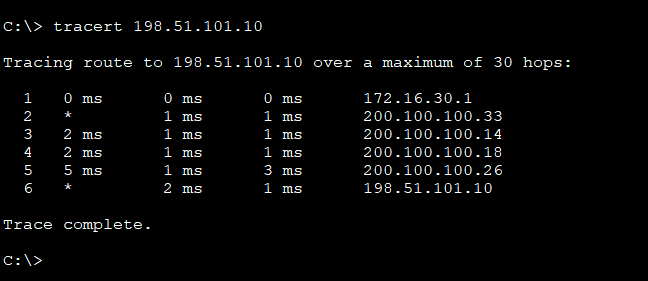 C:\> tracert 198.51.101.10
Tracing route to 198.51.101.10 over a maximum of 30 hops:
1 0 ms 0 ms 0 ms 172.16.30.1
2 * 1 ms 1 ms 200.100.100.33
3 2 ms 1 ms 1 ms 200.100.100.14
4 2 ms 1 ms 1 ms 200.100.100.18
5 5 ms 1 ms 3 ms 200.100.100.26
6 * 2 ms 1 ms 198.51.101.10
Trace complete.
C:\>